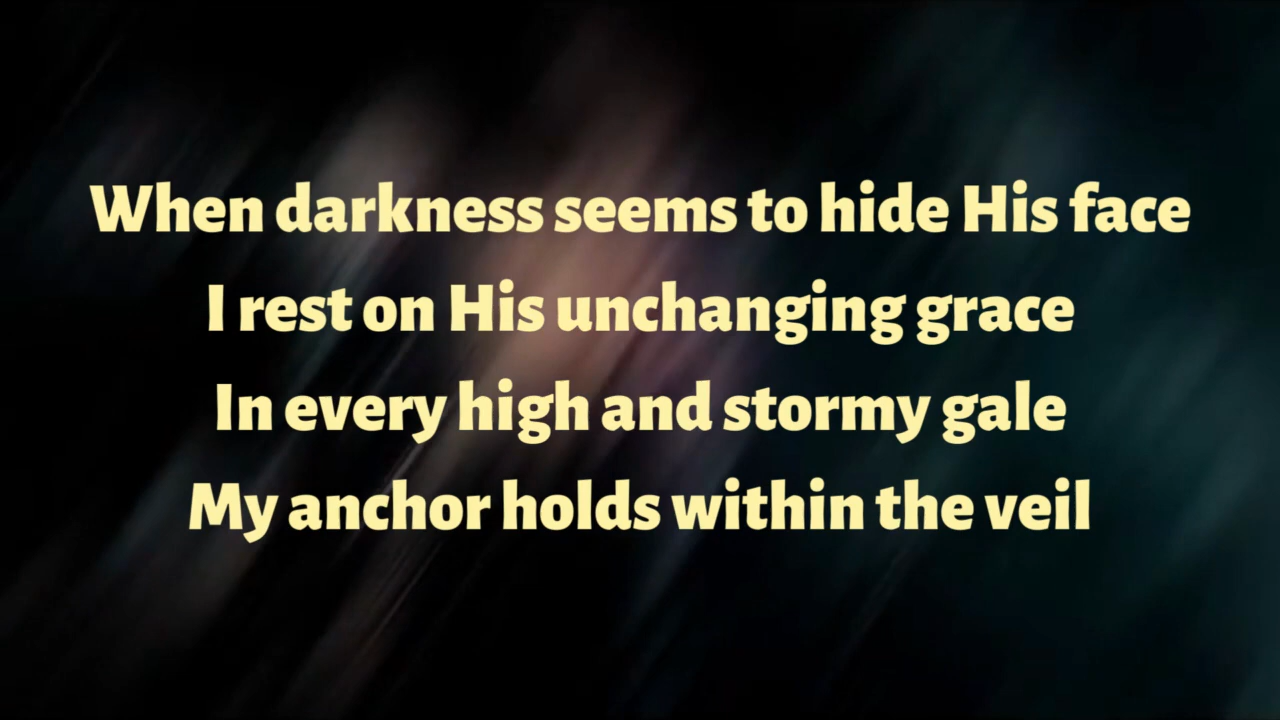 When darkness seems to hide His face
I rest on His unchanging grace
In every high and stormy gale
My anchor holds within the veil